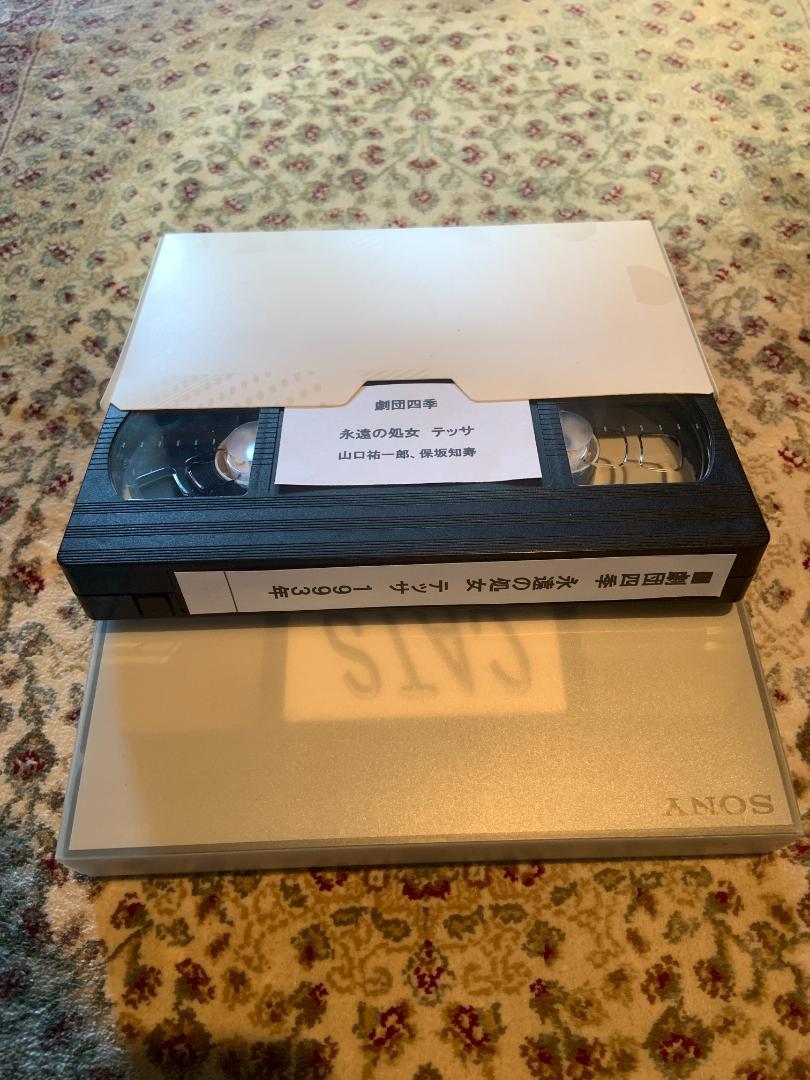 劇団四季
永遠の処女 テッサ
山口祐一郎、保坂知寿
■劇団四季 永遠の処女 テッサ 1993年
CATS
SONY